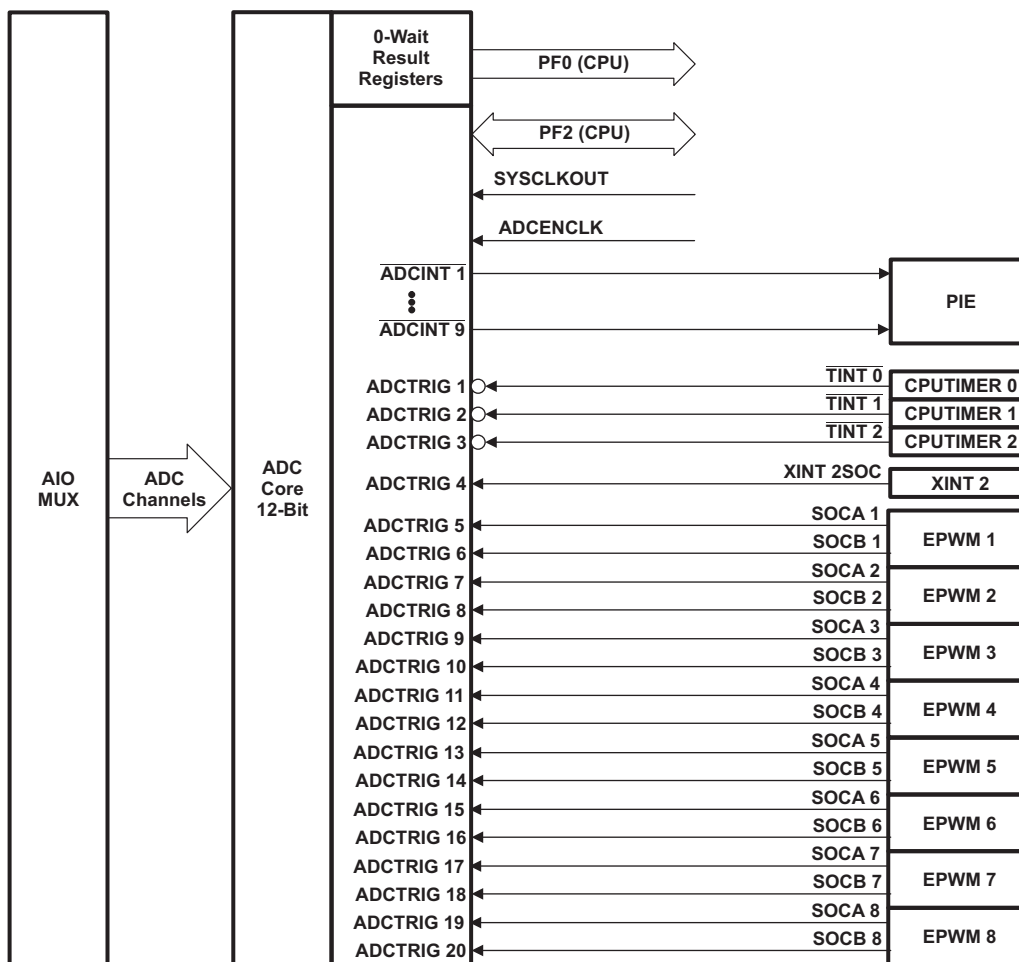 0-Wait
Result
Registers
PF0 (CPU)
PF2 (CPU)
SYSCLKOUT
ADCENCLK
ADCINT 1
ADCINT 9
PIE
ADCTRIG 1
TINT 0
CPUTIMER 0
ADCTRIG 2
TINT 1
CPUTIMER 1
ADCTRIG 3
TINT 2
CPUTIMER 2
AIO
MUX
ADC
Channels
ADC
Core
12-Bit
ADCTRIG 4
XINT 2SOC
XINT 2
ADCTRIG 5
SOCA 1
EPWM 1
ADCTRIG 6
SOCB 1
ADCTRIG 7
SOCA 2
EPWM 2
ADCTRIG 8
SOCB 2
ADCTRIG 9
SOCA 3
EPWM 3
ADCTRIG 10
SOCB 3
ADCTRIG 11
SOCA 4
EPWM 4
ADCTRIG 12
SOCB 4
ADCTRIG 13
SOCA 5
EPWM 5
ADCTRIG 14
SOCB 5
ADCTRIG 15
SOCA 6
EPWM 6
ADCTRIG 16
SOCB 6
ADCTRIG 17
SOCA 7
EPWM 7
ADCTRIG 18
SOCB 7
ADCTRIG 19
SOCA 8
EPWM 8
ADCTRIG 20
SOCB 8